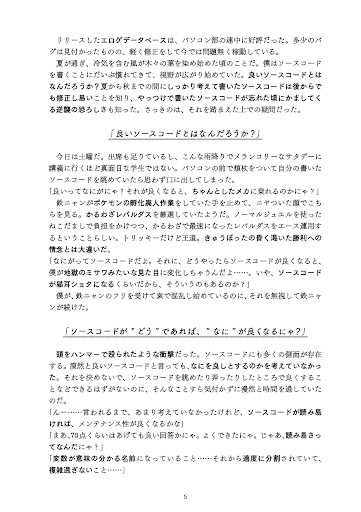 リリースしたエロゲデータベースは、パソコン部の連中に好評だった。多少のバ
グは見付かったものの、軽く修正をして今では問題無く稼動している。
夏が過ぎ、冷気を含む風が木々の葉を染め始めた頃のことだ。僕はソースコード
を書くことにだいぶ慣れてきて、視野が広がり始めていた。良いソースコードとは
なんだろうか？夏から秋までの間にしっかり考えて書いたソースコードは後からで
も修正し易いことを知り、やっつけで書いたソースコードが忘れた頃にかましてく
る逆襲の恐ろしさも知った。さっきのは、それを踏まえた上での疑問だった。
「良いソースコードとはなんだろうか？」
今日は土曜だ。出席も足りているし、こんな雨降りでメランコリーなサタデーに
講義に行くほど真面目な学生ではない。パソコンの前で頬杖をついて自分の書いた
ソースコードを眺めていたら思わず口に出してしまった。
「良いってなにがにゃ？それが良くなると、ちゃんとしたメカに乗れるのかにゃ？」
鉄ニャンがポケモンの孵化廃人作業をしていた手を止めて、ニヤついた顔でこち
らを見る。かるわざレパルダスを厳選していたようだ。ノーマルジュエルを使った
ねこだましで負担をかけつつ、かるわざで最速になったレパルダスをエース運用す
るということらしい。トリッキーだけど王道。きゅうぼったの昏く渇いた勝利への
信念とは大違いだ。
「なにがってソースコードだよ。それに、どうやったらソースコードが良くなると、
僕が地獄のミサワみたいな見た目に変化しちゃうんだよ……。いや、ソースコード
が猫耳ショタになるくらいだから、そういうのもあるのか？」
僕が、鉄ニャンのフリを受けて素で混乱し始めているのに、それを無視して鉄ニャ
ンが続けた。
「ソースコードが”どう”であれば、”なに”が良くなるにゃ？」
頭をハンマーで殴られたような衝撃だった。ソースコードにも多くの側面が存在
する。漠然と良いソースコードと言っても、なにを良しとするのかを考えていなかっ
た。それを決めないで、ソースコードを眺めたり弄ったりしたところで良くするこ
となどできるはずがないのに、そんなことすら気付かずに漫然と時間を過していた
のだ。
「んー……言われるまで、あまり考えていなかったけれど、ソースコードが読み易
ければ、メンテナンス性が良くなるかな」
「まあ、70点くらいはあげても良い回答かにゃ。よくできたにゃ。じゃあ、読み易さっ
てなんだにゃ？」
「変数が意味の分かる名前になっていること……それから適度に分割されていて、
複雑過ぎないこと……」
5